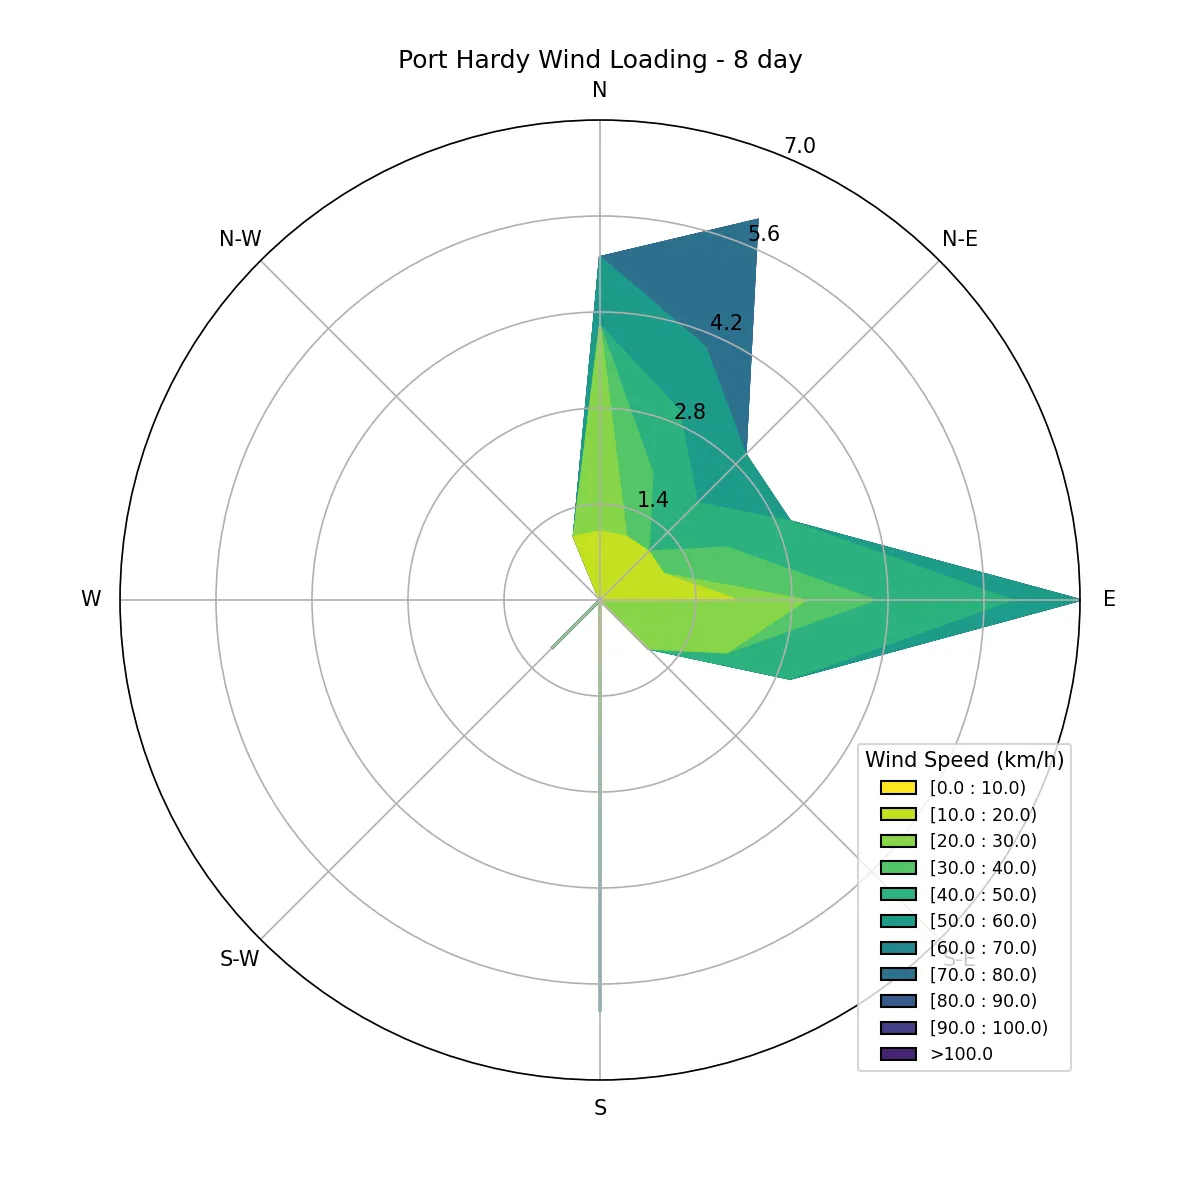 Port Hardy Wind Loading - 8 day
N
7.0
N-W
5.6
N-E
4.2
2.8
1.4
W
E
Wind Speed (km/h)
[0.0 : 10.0)
[10.0 : 20.0)
[20.0 : 30.0)
[30.0 : 40.0)
[40.0 : 50.0)
[50.0 : 60.0)
[60.0 : 70.0)
S-W
S-E
[70.0 : 80.0)
[80.0 : 90.0)
[90.0 : 100.0)
>100.0
S